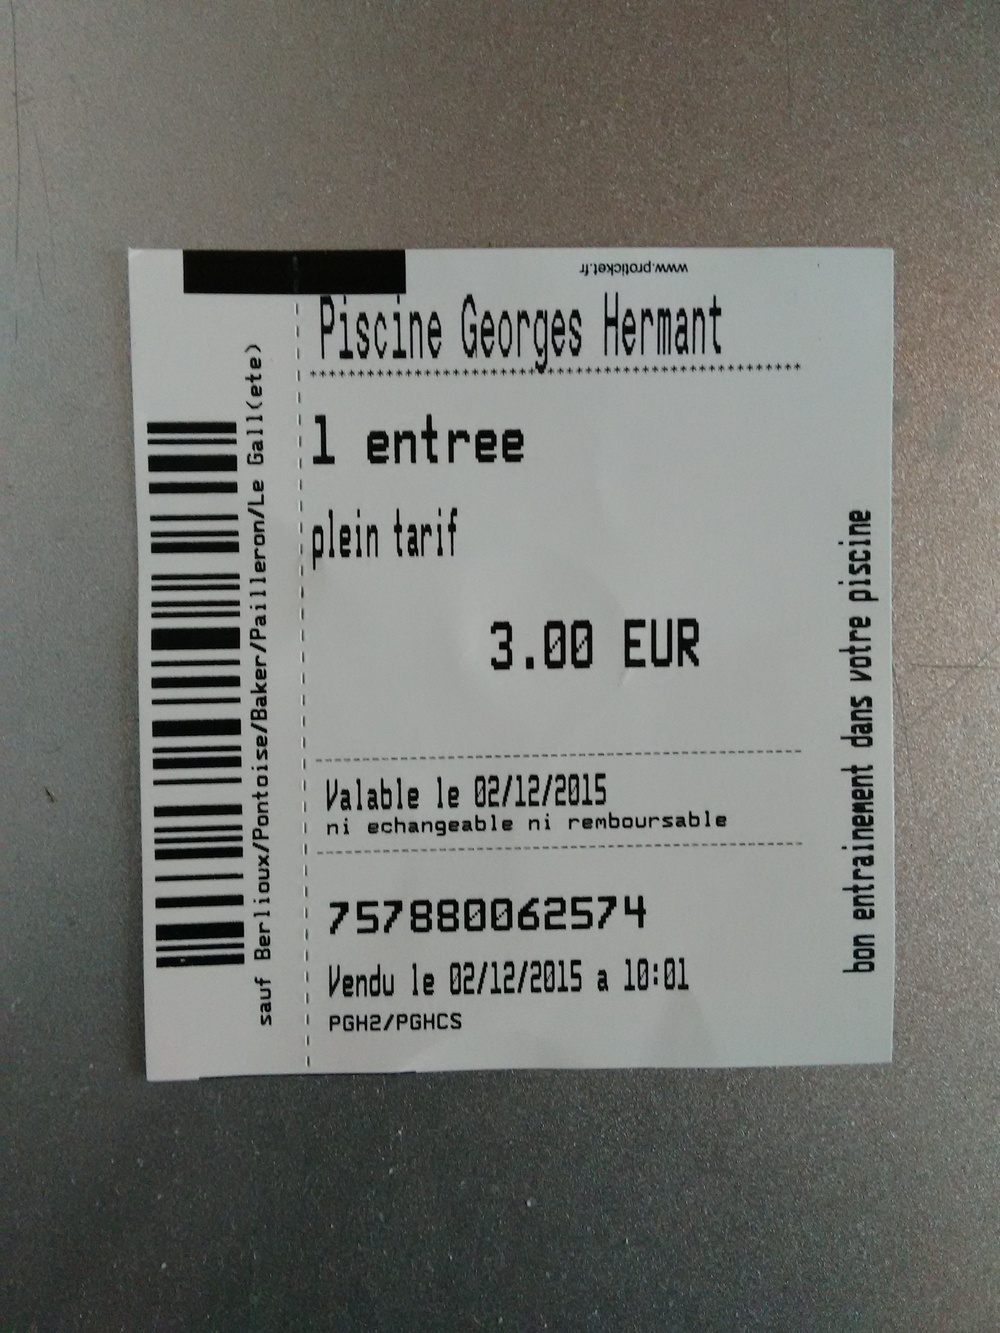 www.proticket.fr
Piscine Georges Hermant
1 entree
plein tarif
3.00 EUR
Valable le 02/12/2015
ni echangeable ni remboursable
757880062574
Vendu le 02/12/2015 a 10:01
PGH2/PGHCS
sauf Berlioux/Pontoise/Baker/Pailleron/Le Gall(ete)
bon entrainement dans votre piscine